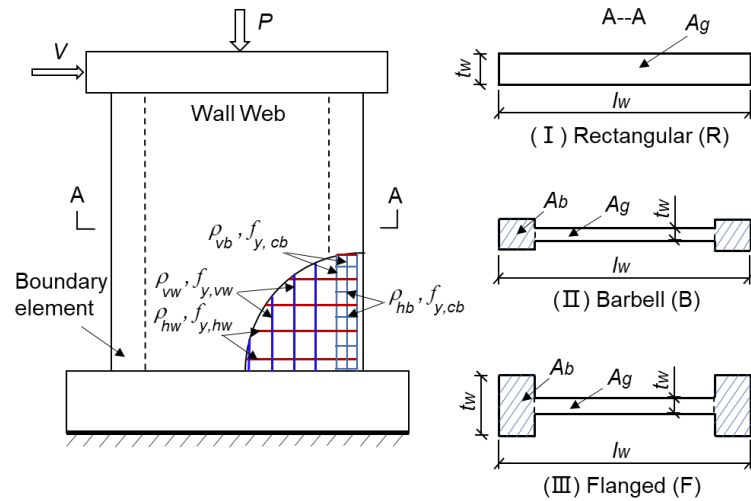 P
V
Wall Web
A
A
ρvb , fy, cb
ρvw , fy,vw
ρhw , fy,hw
ρhb , fy,cb
Boundary
element
A--A
Ag
tw
lw
(Ⅰ) Rectangular (R)
Ab
Ag
tw
lw
(Ⅱ) Barbell (B)
Ab
Ag
tw
tw
lw
(Ⅲ) Flanged (F)